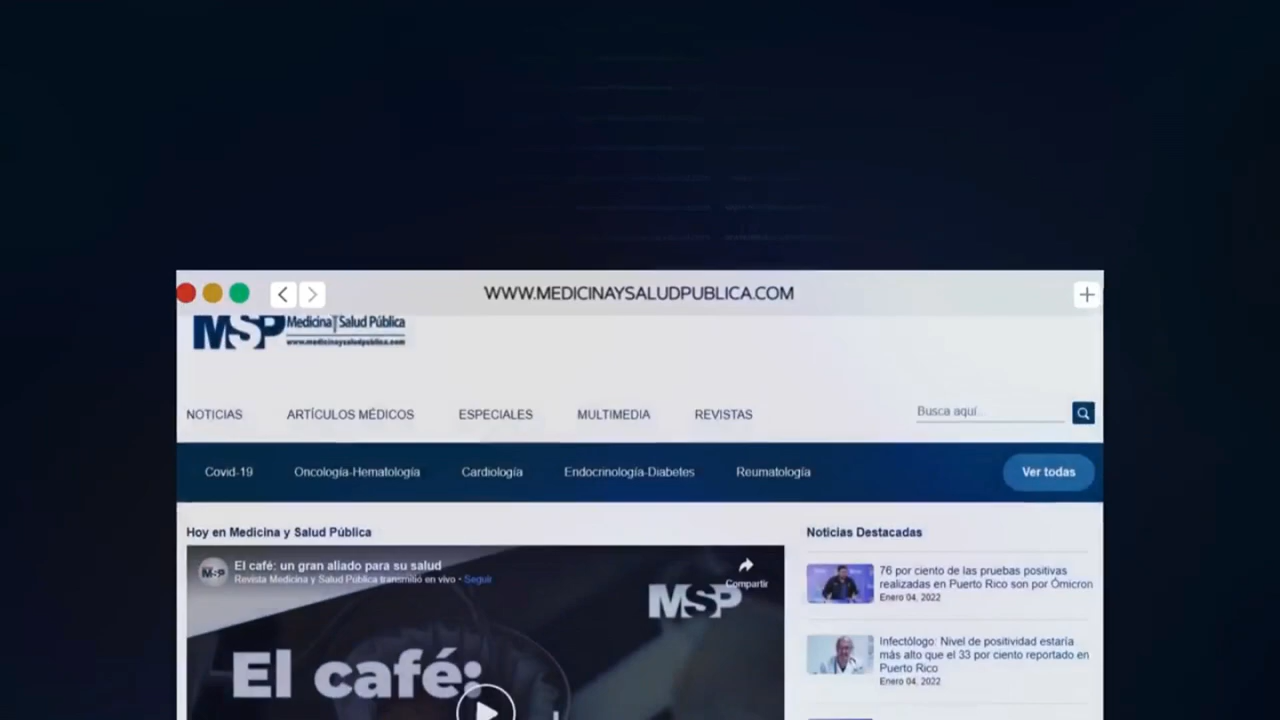 WWW.MEDICINAYSALUDPUBLICA.COM
MSP Medicina y Salud Pública
www.medicinaysaludpublica.com
NOTICIAS ARTÍCULOS MÉDICOS ESPECIALES MULTIMEDIA REVISTAS Busca aquí...
Covid-19 Oncología-Hematología Cardiología Endocrinología-Diabetes Reumatología Ver todas
Hoy en Medicina y Salud Pública
MSP El café: un gran aliado para su salud
Revista Medicina y Salud Pública transmitió en vivo • Seguir
Compartir
MSP
El café:
Noticias Destacadas
76 por ciento de las pruebas positivas
realizadas en Puerto Rico son por Ómicron
Enero 04, 2022
Infectólogo: Nivel de positividad estaría
más alto que el 33 por ciento reportado en
Puerto Rico
Enero 04, 2022